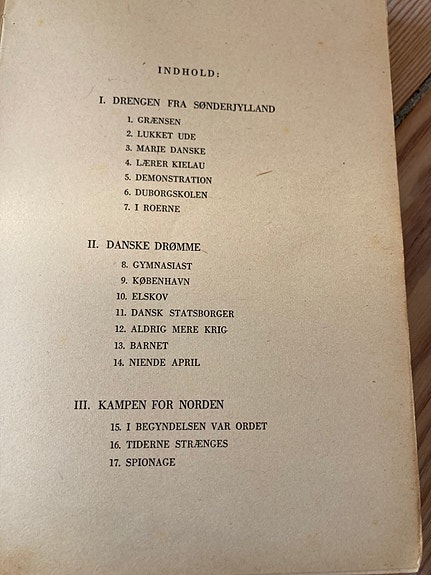 INDHOLD:
I. DRENGEN FRA SØNDERJYLLAND
1. GRÆNSEN
2. LUKKET UDE
3. MARIE DANSKE
4. LÆRER KIELAU
5. DEMONSTRATION
6. DUBORGSKOLEN
7. I ROERNE
II. DANSKE DRØMME
8. GYMNASIAST
9. KØBENHAVN
10. ELSKOV
11. DANSK STATSBORGER
12. ALDRIG MERE KRIG
13. BARNET
14. NIENDE APRIL
III. KAMPEN FOR NORDEN
15. I BEGYNDELSEN VAR ORDET
16. TIDERNE STRÆNGES
17. SPIONAGE